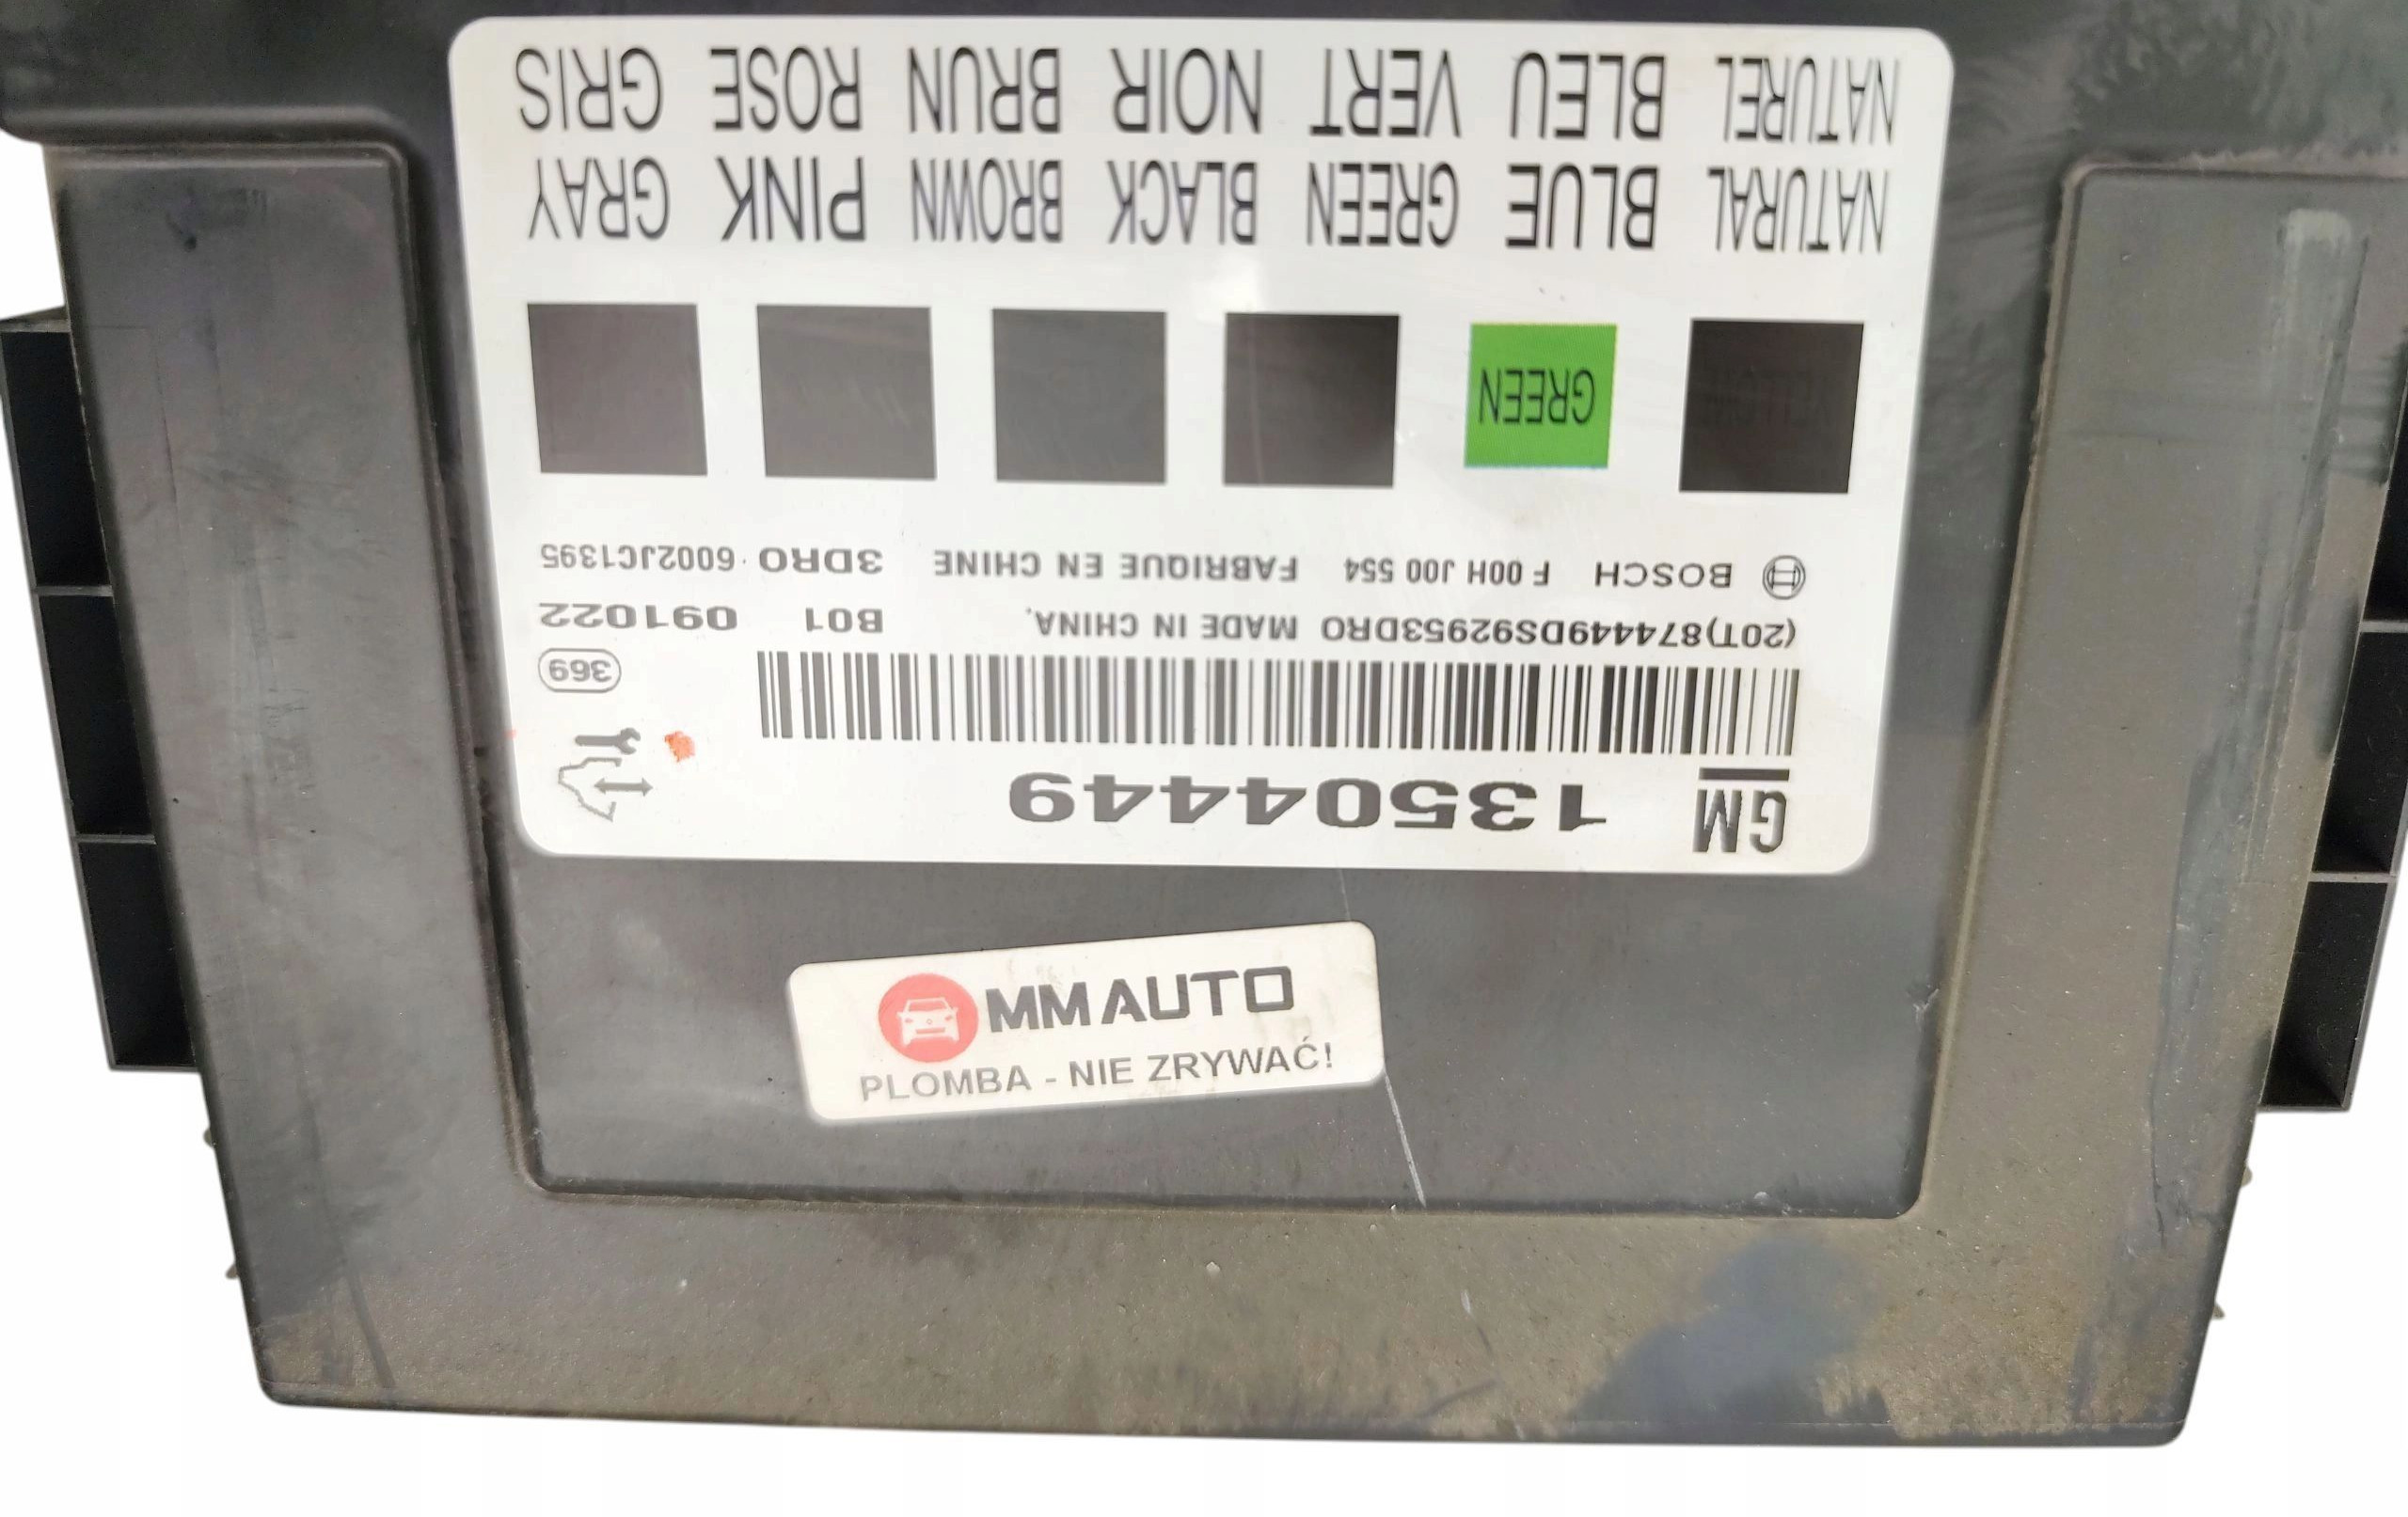 GM 13504449
369
(20T)874449DS92953DRO MADE IN CHINA. B01 091022
BOSCH F 00H J00 554 FABRIQUE EN CHINE 3DRO 6002JC1395
GREEN
NATURAL BLUE GREEN BLACK BROWN PINK GRAY
NATUREL BLEU VERT NOIR BRUN ROSE GRIS
MMAUTO
PLOMBA - NIE ZRYWAĆ!